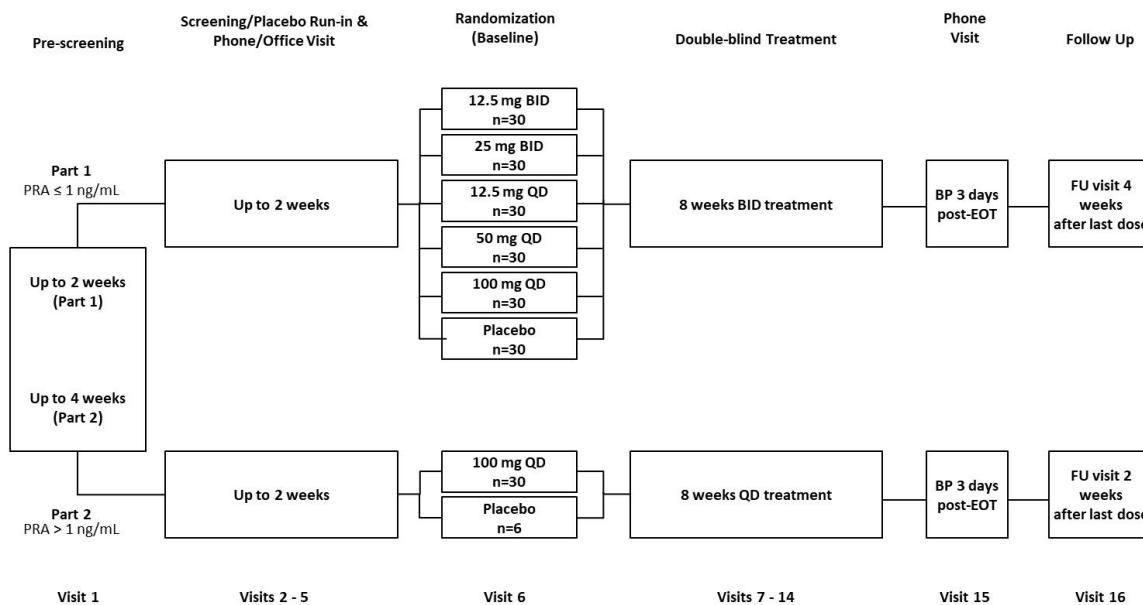 Pre-screening
Screening/Placebo Run-in &
Phone/Office Visit
Randomization
(Baseline)
Double-blind Treatment
Phone
Visit
Follow Up
Part 1
PRA ≤ 1 ng/mL
Up to 2 weeks
(Part 1)
Up to 4 weeks
(Part 2)
Part 2
PRA > 1 ng/mL
Up to 2 weeks
12.5 mg BID
n=30
25 mg BID
n=30
12.5 mg QD
n=30
50 mg QD
n=30
100 mg QD
n=30
Placebo
n=30
8 weeks BID treatment
BP 3 days
post-EOT
FU visit 4
weeks
after last dose
Up to 2 weeks
100 mg QD
n=30
Placebo
n=6
8 weeks QD treatment
BP 3 days
post-EOT
FU visit 2
weeks
after last dose
Visit 1
Visits 2 - 5
Visit 6
Visits 7 - 14
Visit 15
Visit 16